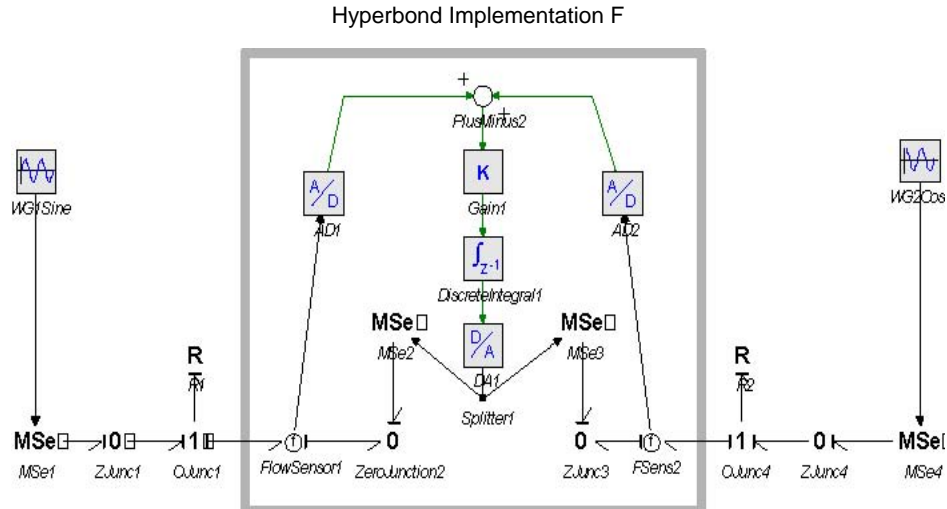 Hyperbond Implementation F
+
+
PlusMinus2
WG1Sine
A/D
AD1
K
Gain1
A/D
AD2
WG2Cos
∫z-1
DiscreteIntegral1
MSe
MSe2
D/A
DA1
MSe
MSe3
Splitter1
R
R1
R
R2
MSe
MSe1
0
ZJunc1
1
OJunc1
f
FlowSensor1
0
ZeroJunction2
0
ZJunc3
f
FSens2
1
OJunc4
0
ZJunc4
MSe
MSe4